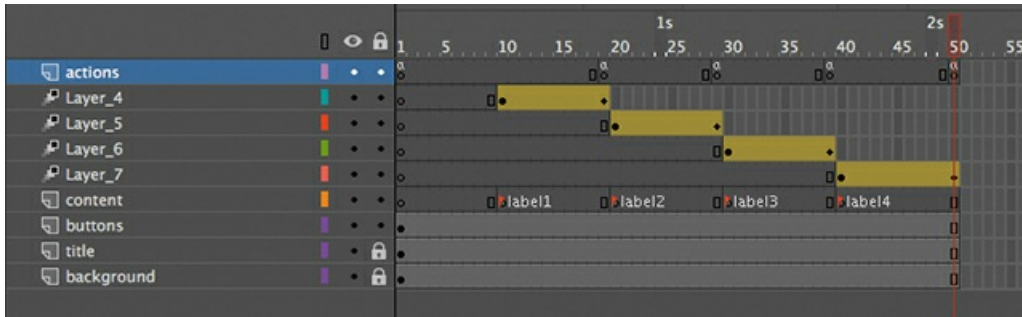 1s 2s
1 5 10 15 20 25 30 35 40 45 50 55
actions
Layer_4
Layer_5
Layer_6
Layer_7
content label1 label2 label3 label4
buttons
title
background